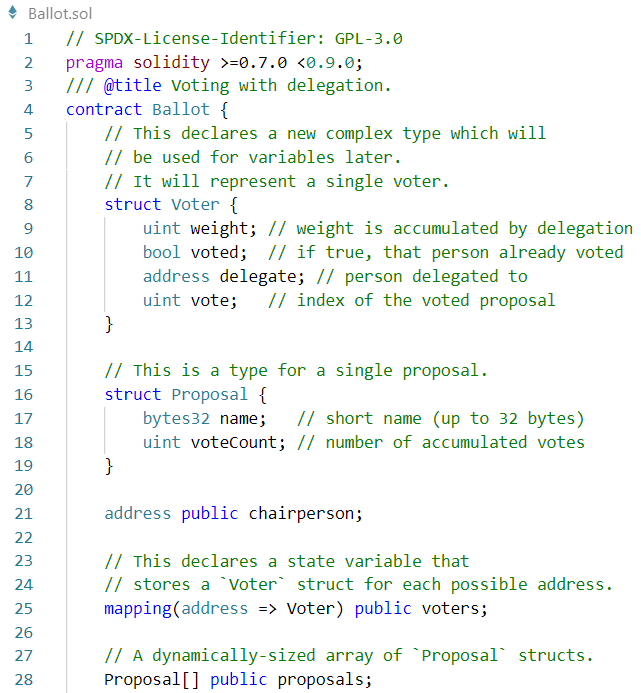 Ballot.sol
1 // SPDX-License-Identifier: GPL-3.0
2 pragma solidity >=0.7.0 <0.9.0;
3 /// @title Voting with delegation.
4 contract Ballot {
5     // This declares a new complex type which will
6     // be used for variables later.
7     // It will represent a single voter.
8     struct Voter {
9         uint weight; // weight is accumulated by delegation
10         bool voted;  // if true, that person already voted
11         address delegate; // person delegated to
12         uint vote;   // index of the voted proposal
13     }
14
15     // This is a type for a single proposal.
16     struct Proposal {
17         bytes32 name;   // short name (up to 32 bytes)
18         uint voteCount; // number of accumulated votes
19     }
20
21     address public chairperson;
22
23     // This declares a state variable that
24     // stores a `Voter` struct for each possible address.
25     mapping(address => Voter) public voters;
26
27     // A dynamically-sized array of `Proposal` structs.
28     Proposal[] public proposals;